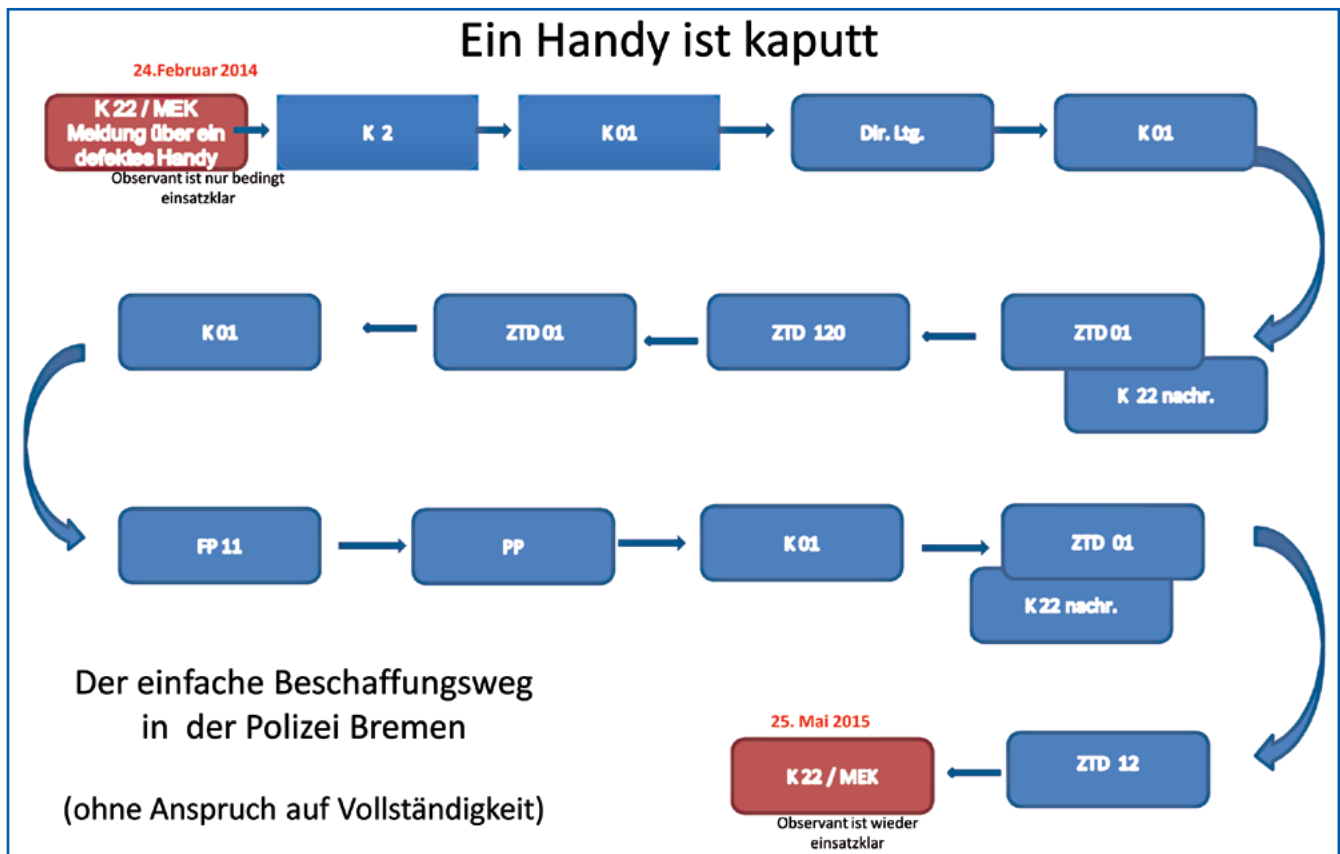 Ein Handy ist kaputt
24.Februar 2014
K 22 / MEK
Meldung über ein
defektes Handy
Observant ist nur bedingt
einsatzklar
K 2
K 01
Dir. Ltg.
K 01
K 01
ZTD 01
ZTD 120
ZTD 01
K 22 nachr.
FP 11
PP
K 01
ZTD 01
K 22 nachr.
Der einfache Beschaffungsweg
in der Polizei Bremen
(ohne Anspruch auf Vollständigkeit)
25. Mai 2015
K 22 / MEK
Observant ist wieder
einsatzklar
ZTD 12